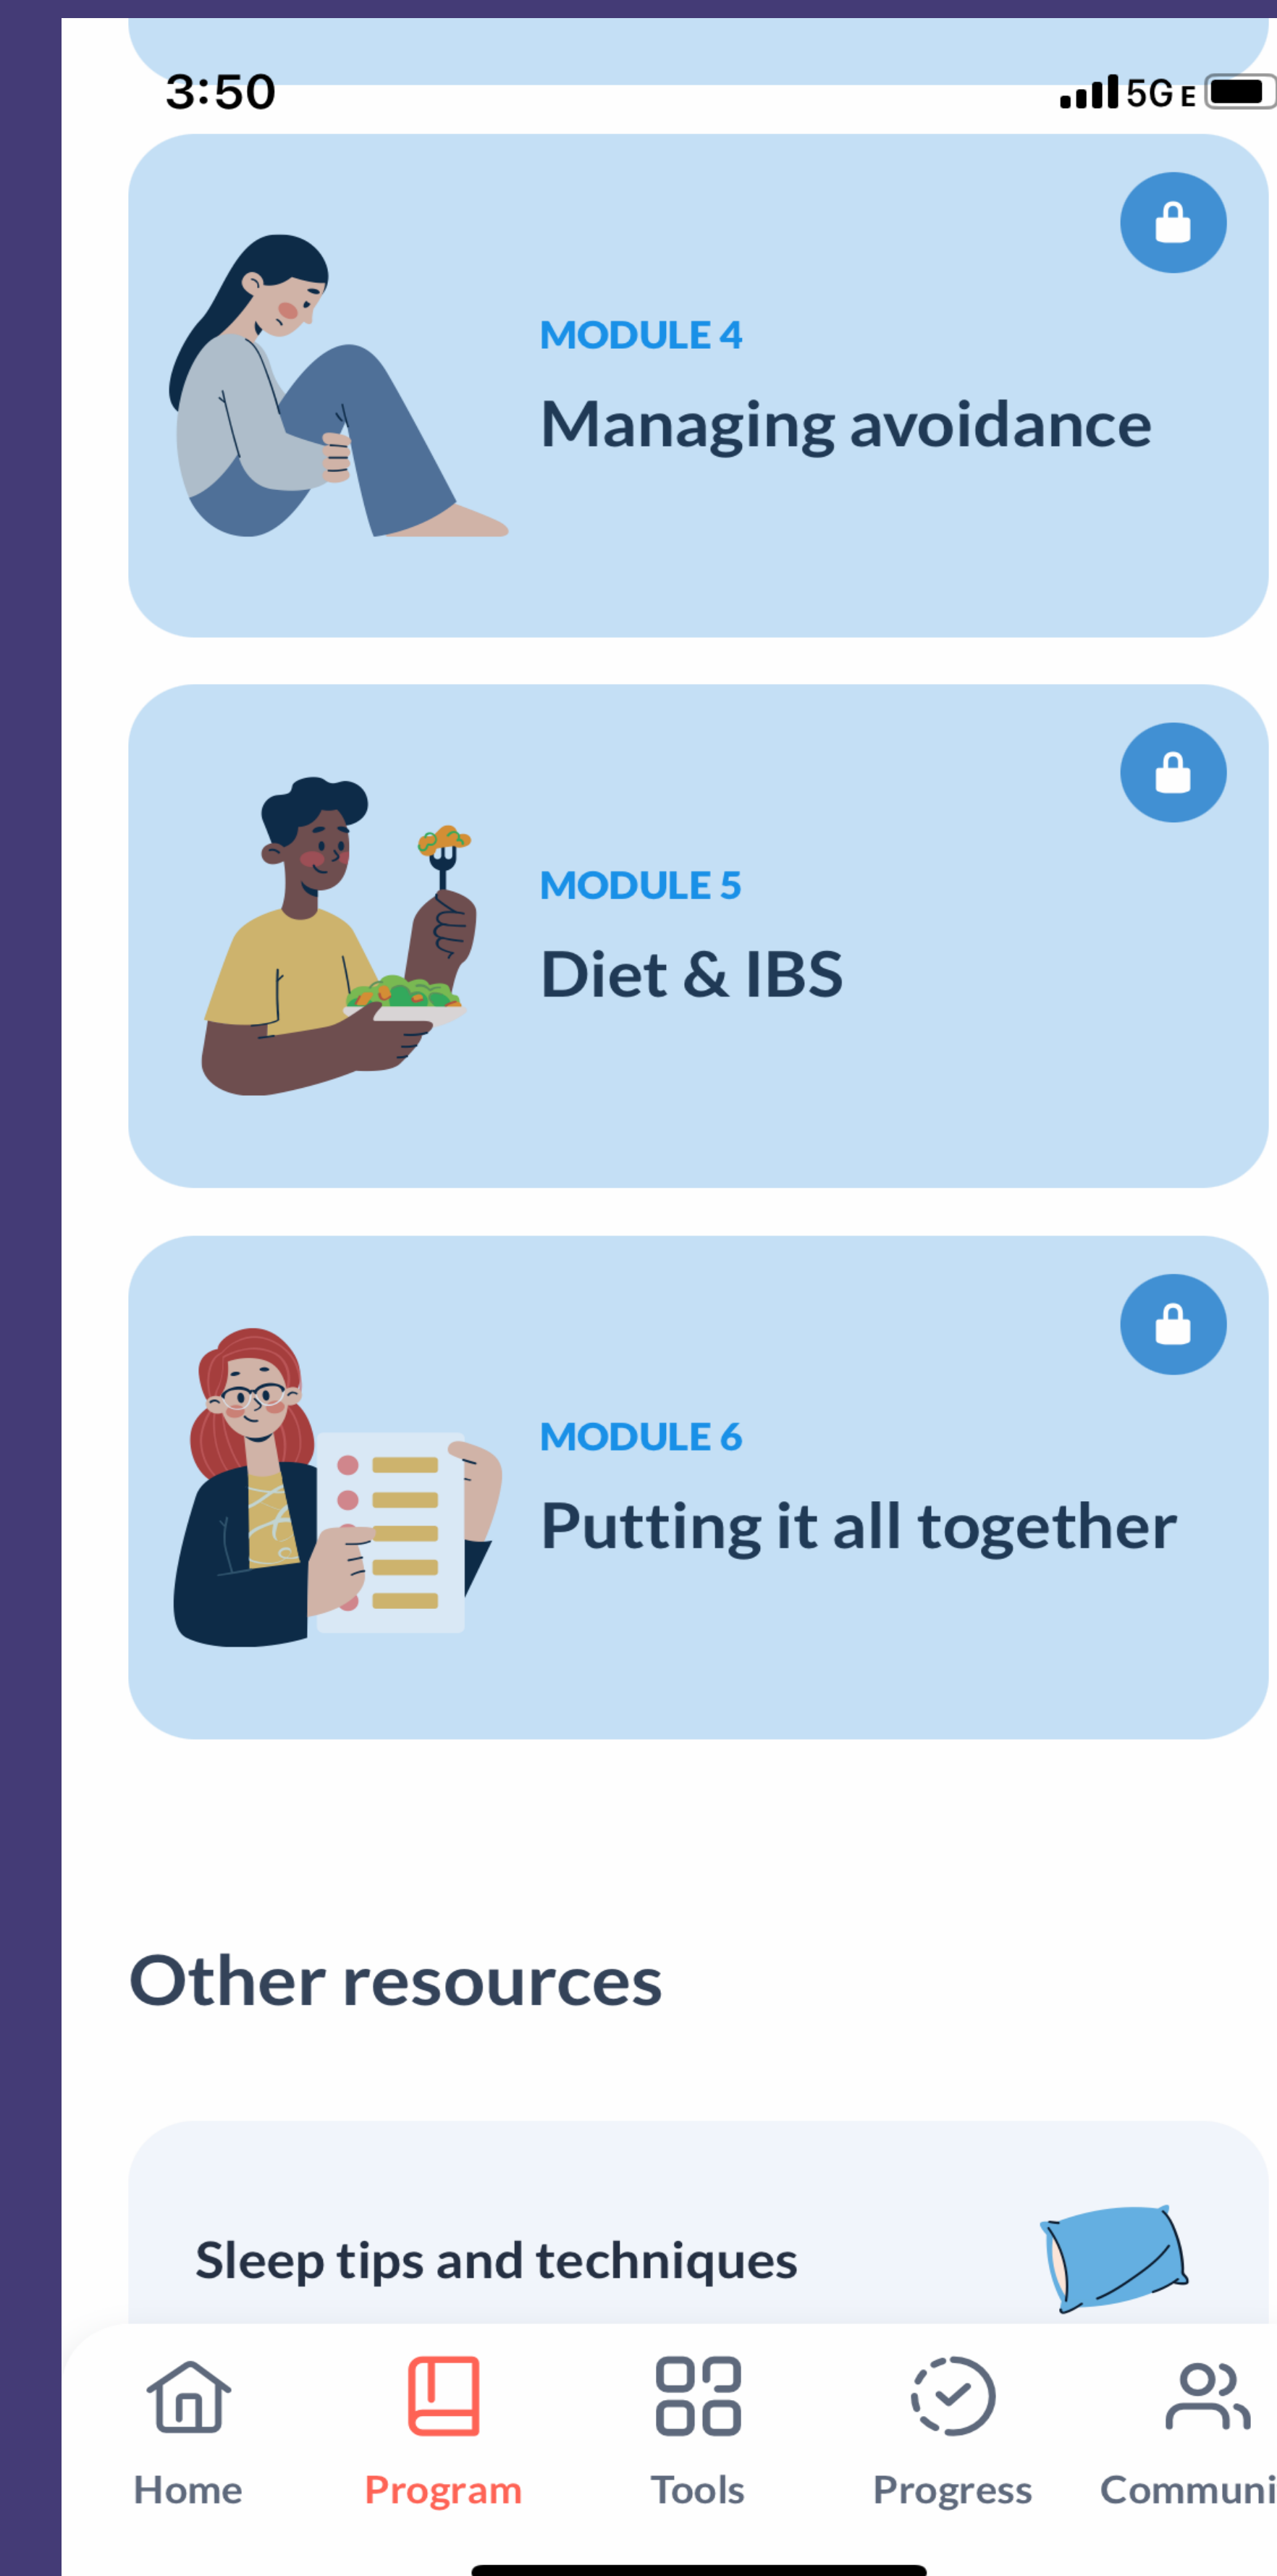 3:50
5G E
MODULE 4
Managing avoidance
MODULE 5
Diet & IBS
MODULE 6
Putting it all together
Other resources
Sleep tips and techniques
Home
Program
Tools
Progress
Communi